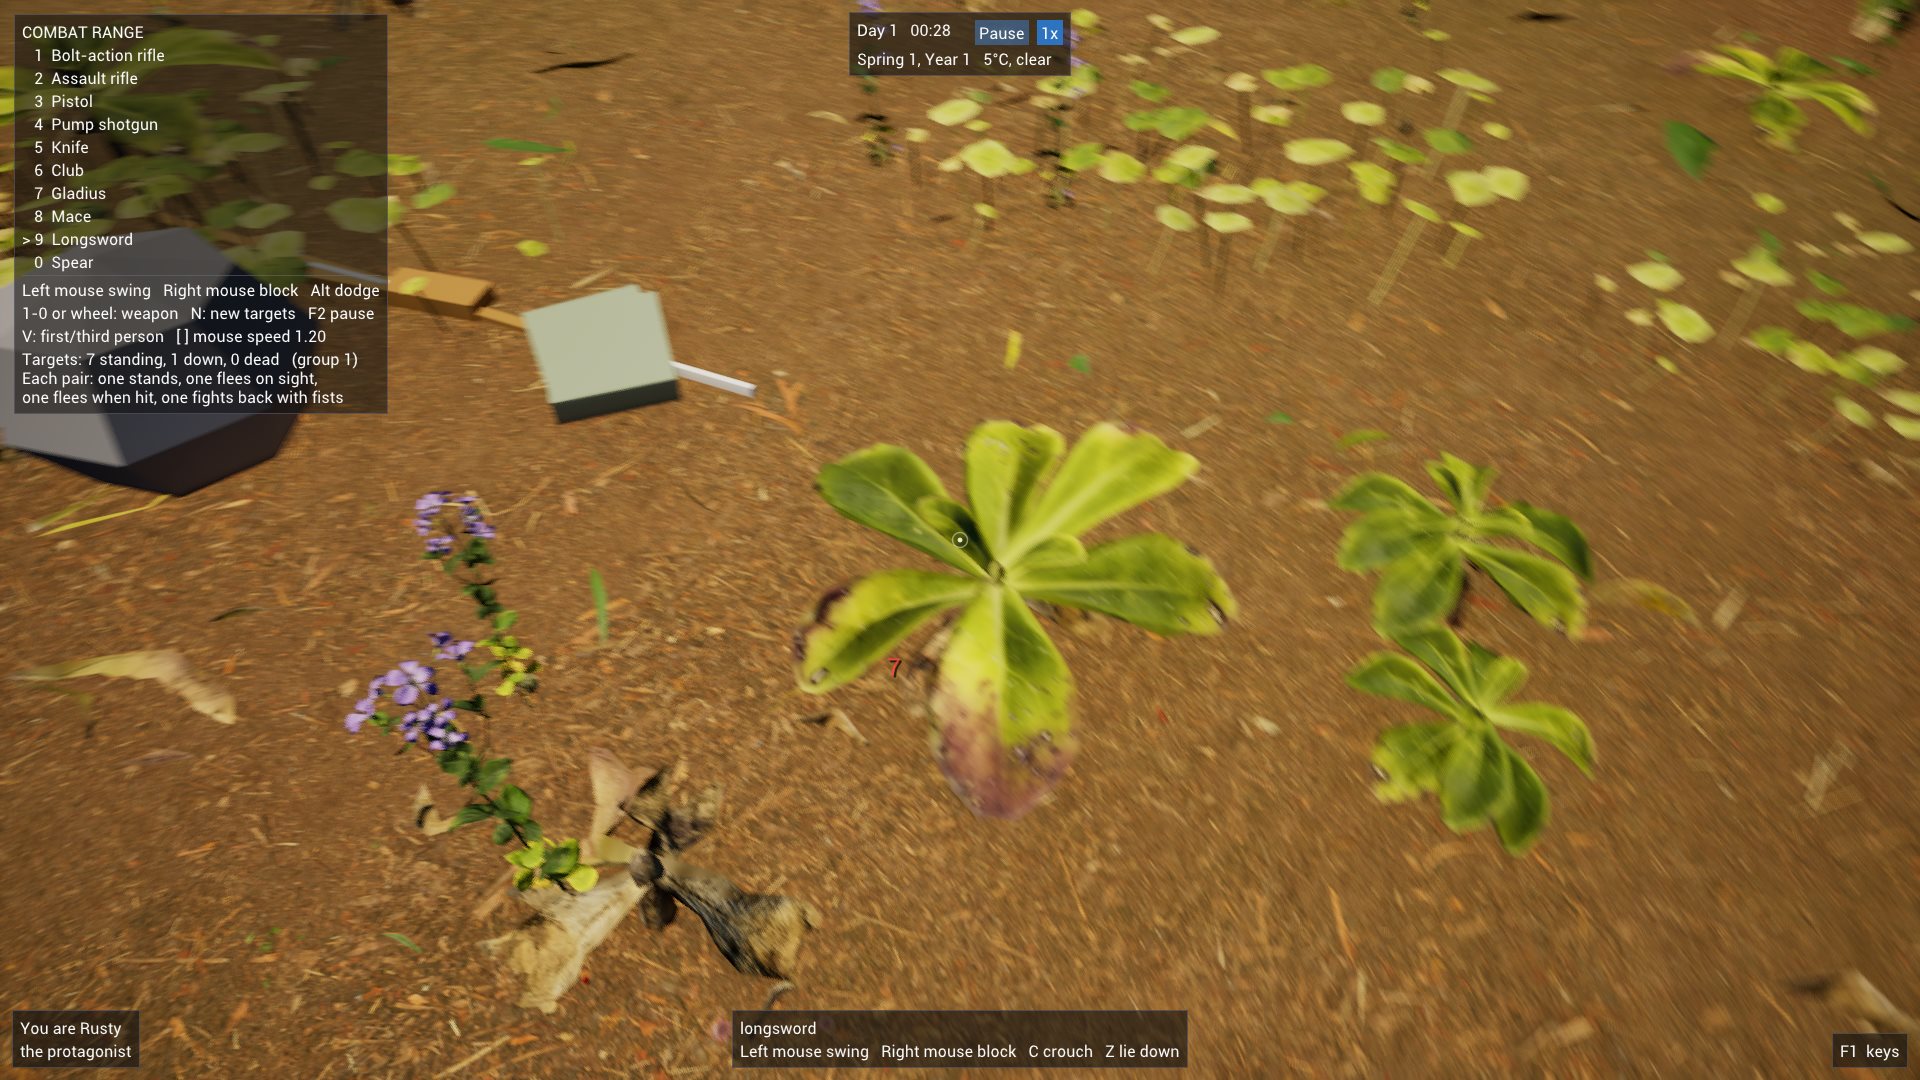 COMBAT RANGE
1 Bolt-action rifle
2 Assault rifle
3 Pistol
4 Pump shotgun
5 Knife
6 Club
7 Gladius
8 Mace
> 9 Longsword
0 Spear
Left mouse swing Right mouse block Alt dodge
1-0 or wheel: weapon N: new targets F2 pause
V: first/third person [ ] mouse speed 1.20
Targets: 7 standing, 1 down, 0 dead (group 1)
Each pair: one stands, one flees on sight,
one flees when hit, one fights back with fists
Day 1 00:28 Pause 1x
Spring 1, Year 1 5°C, clear
7
You are Rusty
the protagonist
longsword
Left mouse swing Right mouse block C crouch Z lie down
F1 keys